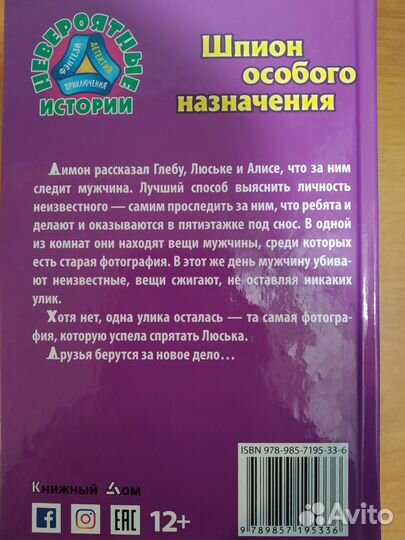 НЕВЕРОЯТНЫЕ
ФЭНТЕЗИ
ДЕТЕКТИВ
ПРИКЛЮЧЕНИЯ
ИСТОРИИ
Шпион
особого
назначения
Лимон рассказал Глебу, Люське и Алисе, что за ним
следит мужчина. Лучший способ выяснить личность
неизвестного — самим проследить за ним, что ребята и
делают и оказываются в пятиэтажке под снос. В одной
из комнат они находят вещи мужчины, среди которых
есть старая фотография. В этот же день мужчину убива-
ют неизвестные, вещи сжигают, не оставляя никаких
улик.
Хотя нет, одна улика осталась — та самая фотогра-
фия, которую успела спрятать Люська.
Друзья берутся за новое дело…
ISBN 978-985-7195-33-6
9 789857 195336
Книжный Дом
EAC
12+
Avito